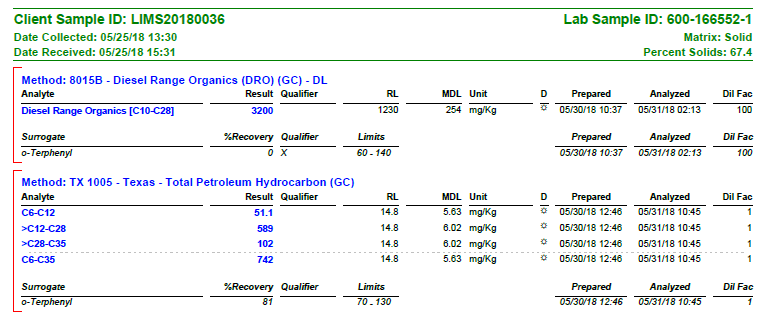 Client Sample ID: LIMS20180036 Lab Sample ID: 600-166552-1
Date Collected: 05/25/18 13:30 Matrix: Solid
Date Received: 05/25/18 15:31 Percent Solids: 67.4
Method: 8015B - Diesel Range Organics (DRO) (GC) - DL
Analyte Result Qualifier RL MDL Unit D Prepared Analyzed Dil Fac
Diesel Range Organics [C10-C28] 3200 1230 254 mg/Kg ☼ 05/30/18 10:37 05/31/18 02:13 100
Surrogate %Recovery Qualifier Limits Prepared Analyzed Dil Fac
o-Terphenyl 0 X 60 - 140 05/30/18 10:37 05/31/18 02:13 100
Method: TX 1005 - Texas - Total Petroleum Hydrocarbon (GC)
Analyte Result Qualifier RL MDL Unit D Prepared Analyzed Dil Fac
C6-C12 51.1 14.8 5.63 mg/Kg ☼ 05/30/18 12:46 05/31/18 10:45 1
>C12-C28 589 14.8 6.02 mg/Kg ☼ 05/30/18 12:46 05/31/18 10:45 1
>C28-C35 102 14.8 6.02 mg/Kg ☼ 05/30/18 12:46 05/31/18 10:45 1
C6-C35 742 14.8 5.63 mg/Kg ☼ 05/30/18 12:46 05/31/18 10:45 1
Surrogate %Recovery Qualifier Limits Prepared Analyzed Dil Fac
o-Terphenyl 81 70 - 130 05/30/18 12:46 05/31/18 10:45 1